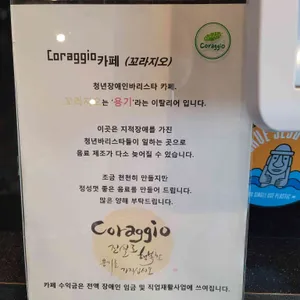 Coraggio
Coraggio카페 (꼬라지오)
청년장애인바리스타 카페.
꼬라지오는 '용기'라는 이탈리어 입니다.
이곳은 지적장애를 가진
청년바리스타들이 일하는 곳으로
음료 제조가 다소 늦어질 수 있습니다.
조금 천천히 만들지만
정성껏 좋은 음료를 만들어 드립니다.
많은 양해 부탁드립니다.
Coraggio
용기를
카페 수익금은 전액 장애인 임금 및 직업재활사업에 쓰여집니다.